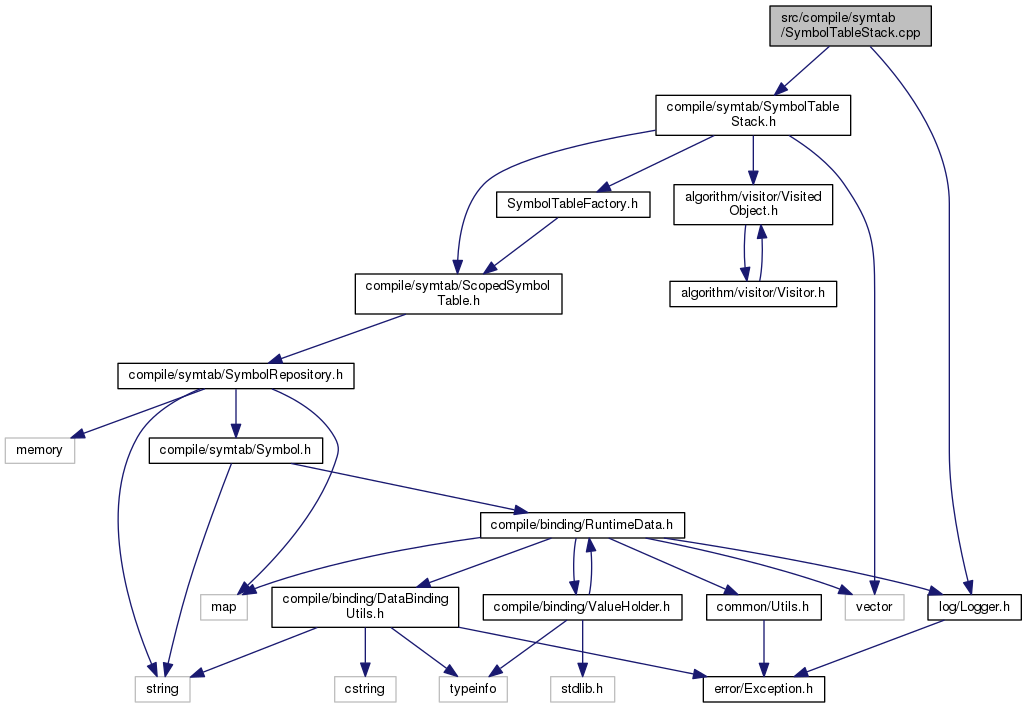 src/compile/symtab
/SymbolTableStack.cpp
compile/symtab/SymbolTable
Stack.h
SymbolTableFactory.h
algorithm/visitor/Visited
Object.h
compile/symtab/ScopedSymbol
Table.h
algorithm/visitor/Visitor.h
compile/symtab/SymbolRepository.h
memory
compile/symtab/Symbol.h
compile/binding/RuntimeData.h
map
compile/binding/DataBinding
Utils.h
compile/binding/ValueHolder.h
common/Utils.h
vector
log/Logger.h
string
cstring
typeinfo
stdlib.h
error/Exception.h